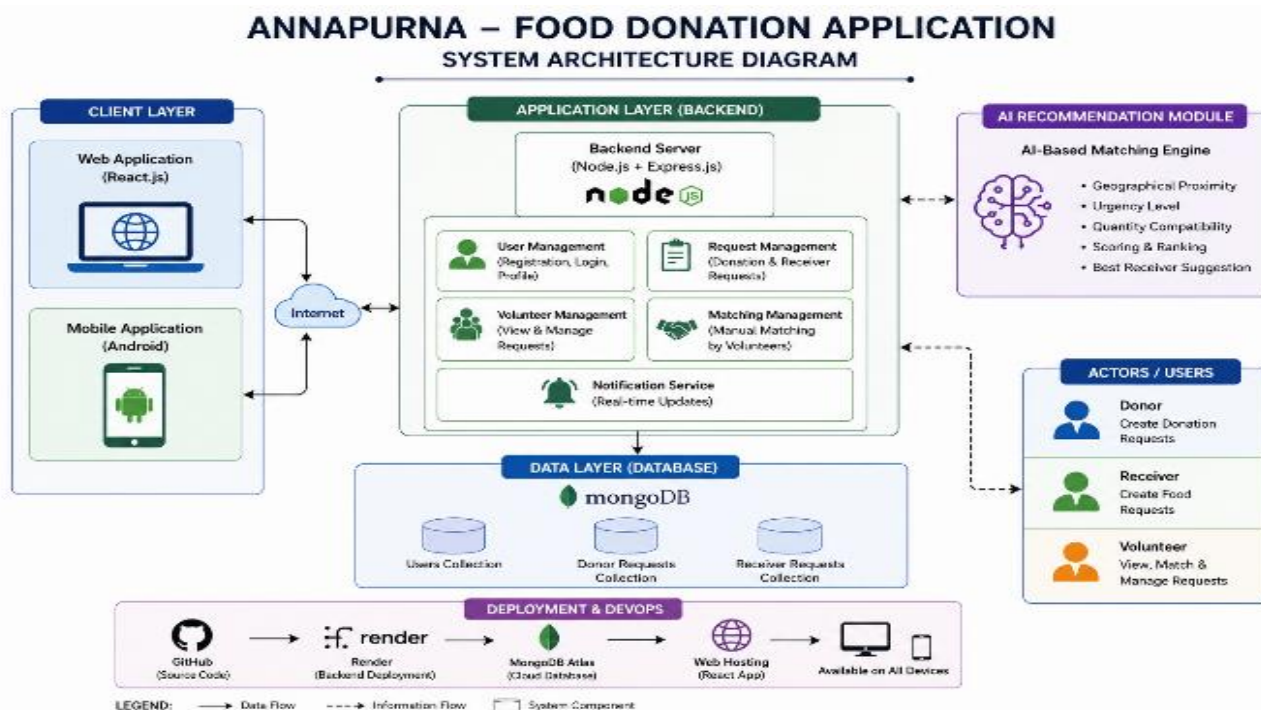 ANNAPURNA – FOOD DONATION APPLICATION
SYSTEM ARCHITECTURE DIAGRAM
CLIENT LAYER
Web Application
(React.js)
Mobile Application
(Android)
Internet
APPLICATION LAYER (BACKEND)
Backend Server
(Node.js + Express.js)
node JS
User Management
(Registration, Login,
Profile)
Request Management
(Donation & Receiver
Requests)
Volunteer Management
(View & Manage
Requests)
Matching Management
(Manual Matching
by Volunteers)
Notification Service
(Real-time Updates)
AI RECOMMENDATION MODULE
AI-Based Matching Engine
• Geographical Proximity
• Urgency Level
• Quantity Compatibility
• Scoring & Ranking
• Best Receiver Suggestion
ACTORS / USERS
Donor
Create Donation
Requests
Receiver
Create Food
Requests
Volunteer
View, Match &
Manage Requests
DATA LAYER (DATABASE)
mongoDB
Users Collection
Donor Requests
Collection
Receiver Requests
Collection
DEPLOYMENT & DEVOPS
GitHub
(Source Code)
render
Render
(Backend Deployment)
MongoDB Atlas
(Cloud Database)
Web Hosting
(React App)
Available on All Devices
LEGEND: Data Flow Information Flow System Component